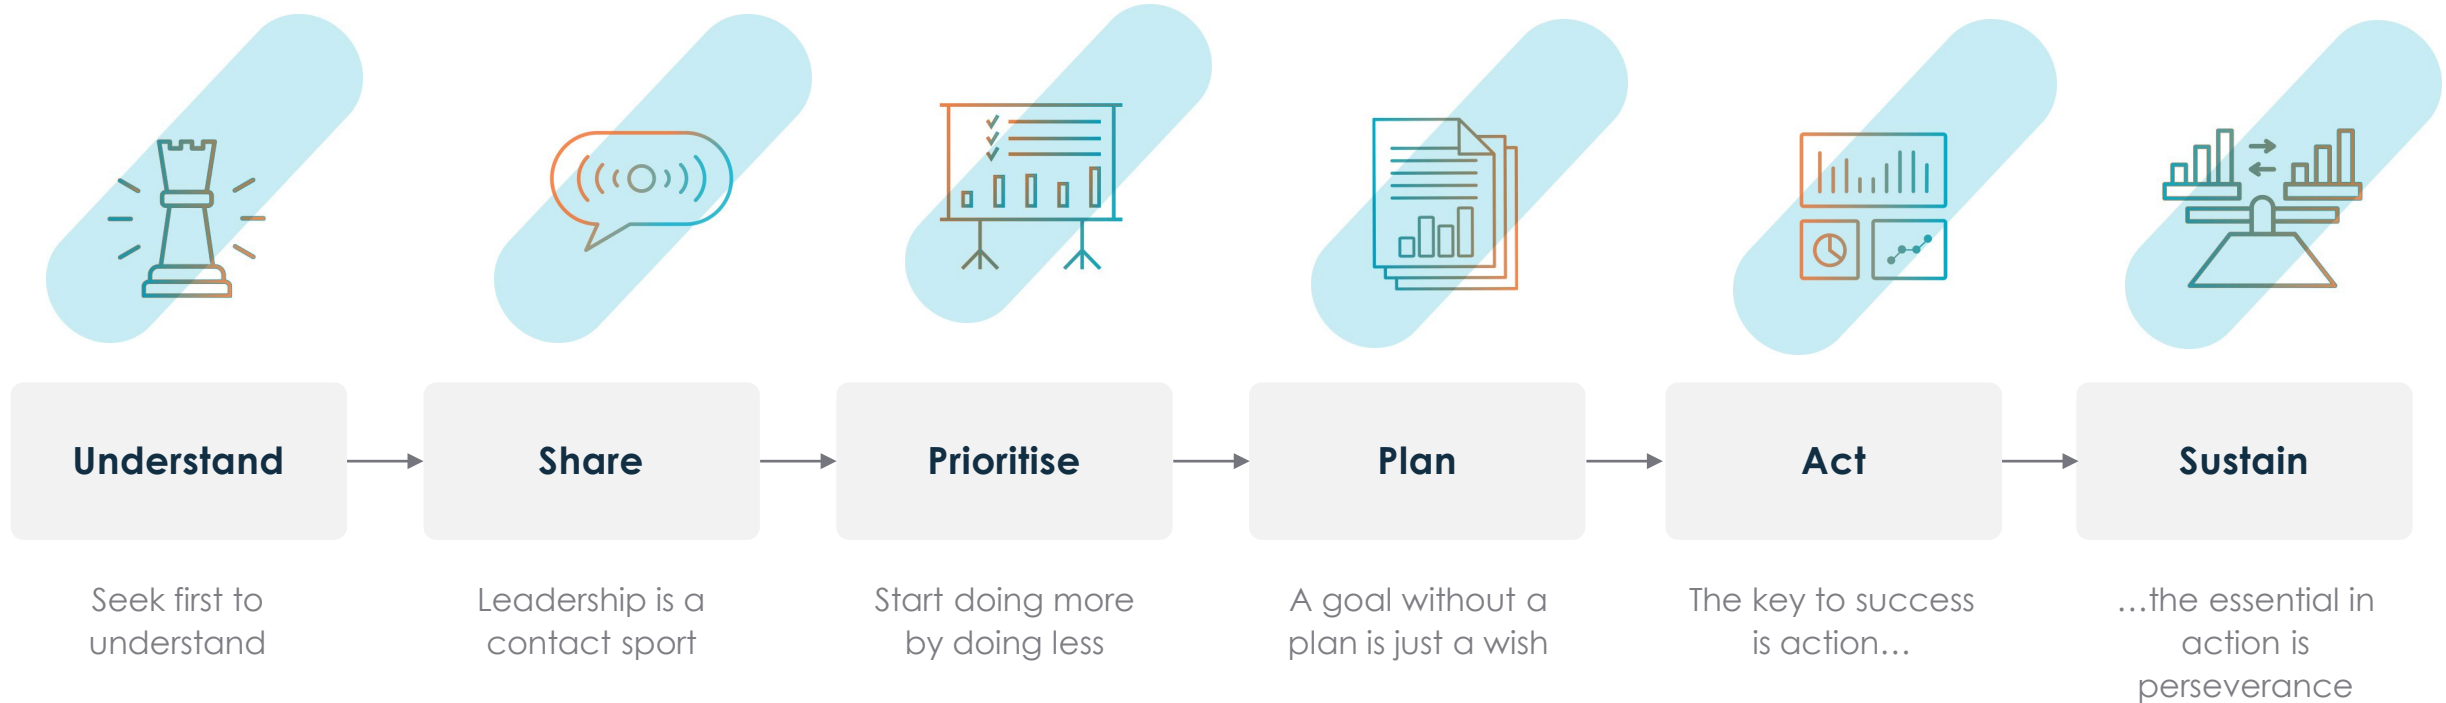 Understand
Share
Prioritise
Plan
Act
Sustain
Seek first to
understand
Leadership is a
contact sport
Start doing more
by doing less
A goal without a
plan is just a wish
The key to success
is action…
…the essential in
action is
perseverance